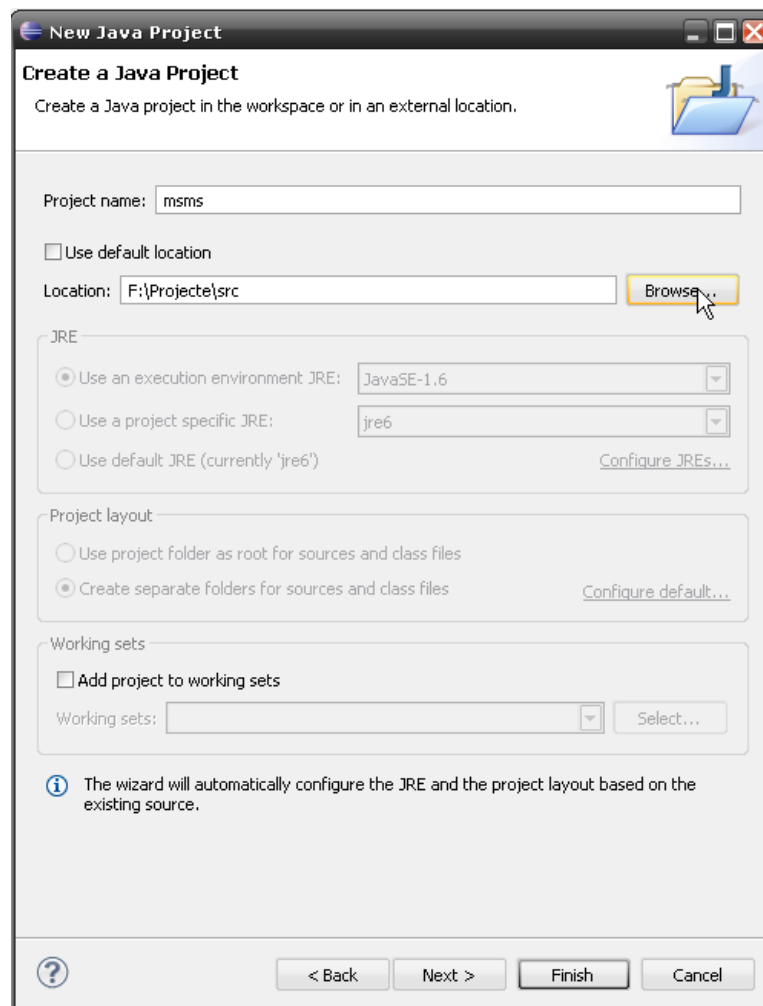 New Java Project
Create a Java Project
Create a Java project in the workspace or in an external location.
Project name: msms
Use default location
Location: F:\Projecte\src Browse...
JRE
Use an execution environment JRE: JavaSE-1.6
Use a project specific JRE: jre6
Use default JRE (currently 'jre6') Configure JREs...
Project layout
Use project folder as root for sources and class files
Create separate folders for sources and class files Configure default...
Working sets
Add project to working sets
Working sets: Select...
The wizard will automatically configure the JRE and the project layout based on the
existing source.
? < Back Next > Finish Cancel